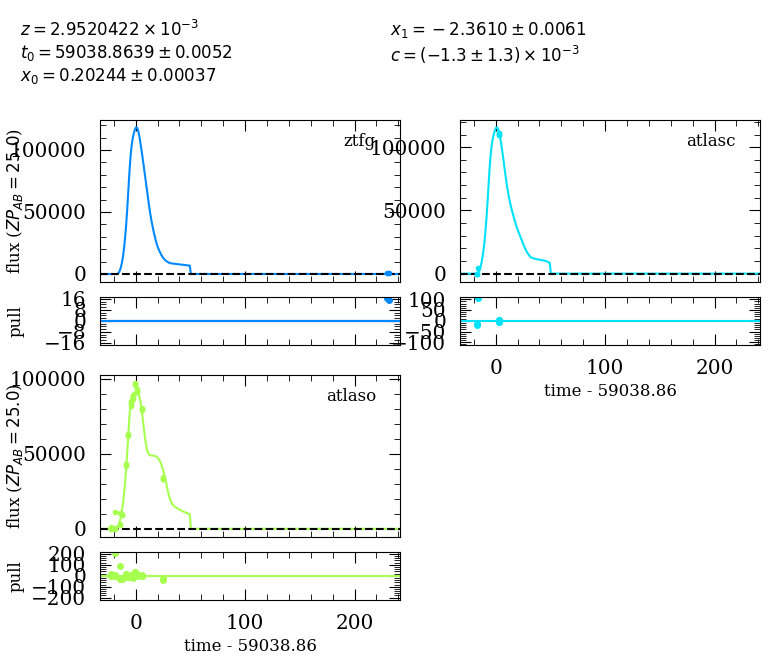 z = 2.9520422 × 10⁻³
t₀ = 59038.8639 ± 0.0052
x₀ = 0.20244 ± 0.00037
x₁ = −2.3610 ± 0.0061
c = (−1.3 ± 1.3) × 10⁻³
ztfg
100000
50000
0
flux (ZP_AB = 25.0)
16
8
0
−8
−16
pull
atlasc
100000
50000
0
100
50
0
−50
−100
0 100 200
time - 59038.86
atlaso
100000
50000
0
flux (ZP_AB = 25.0)
200
100
0
−100
−200
pull
0 100 200
time - 59038.86